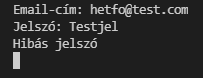 Email-cím: hetfo@test.com
Jelszó: Testjel
Hibás jelszó